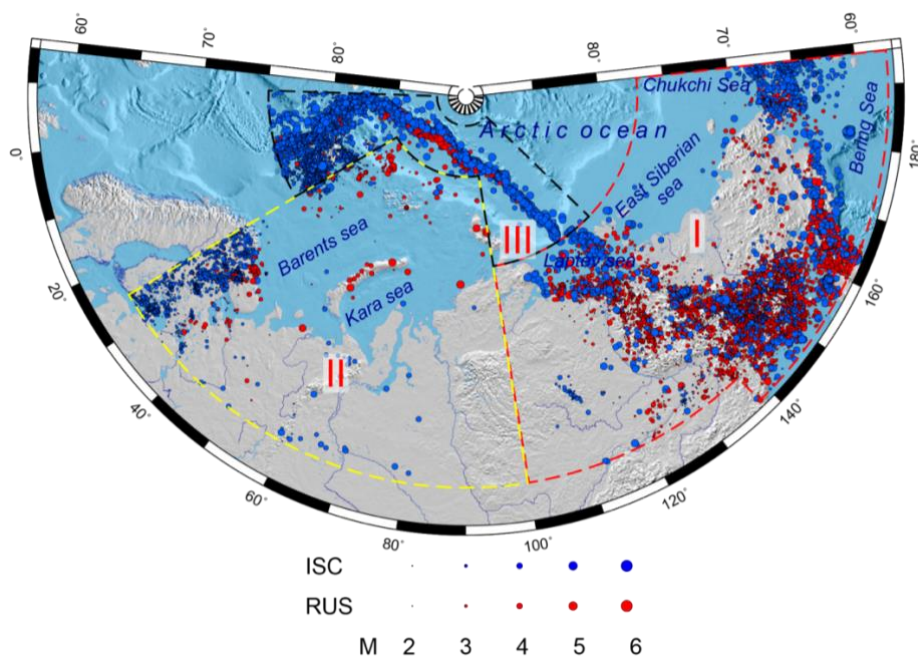 60°
70°
80°
80°
70°
60°
Chukchi Sea
Arctic ocean
Bering Sea
0°
180°
East Siberian
sea
III
I
Barents sea
Laptev sea
Kara sea
20°
160°
II
40°
140°
60°
120°
80°
100°
ISC
RUS
M 2 3 4 5 6